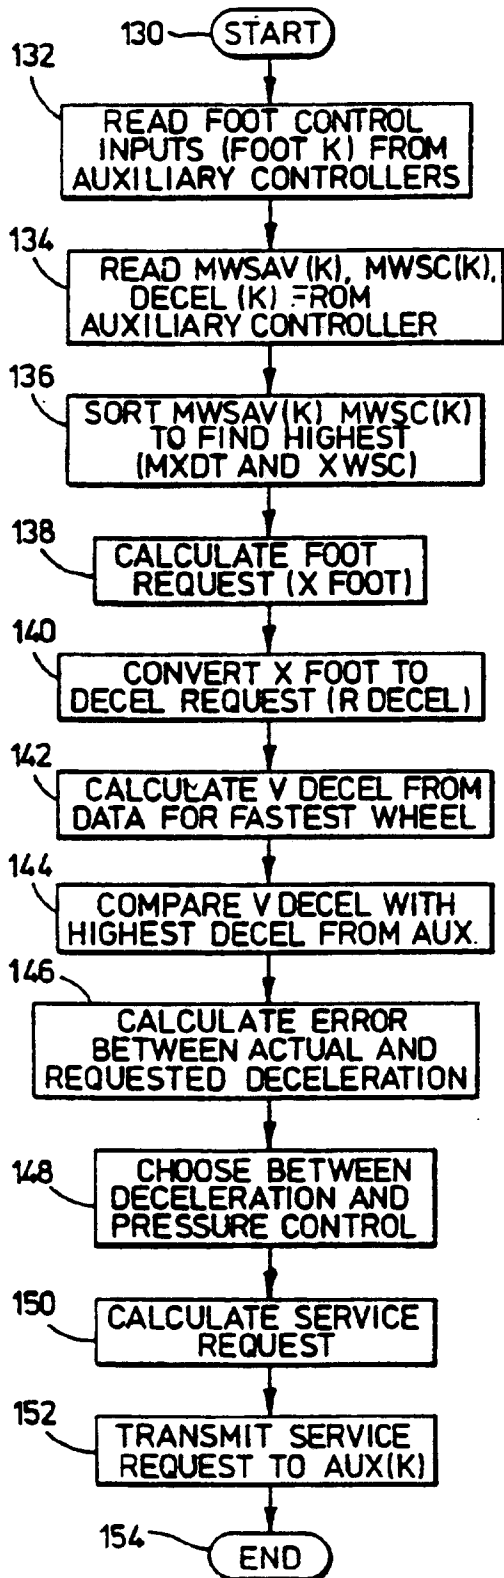 130
START
132
READ FOOT CONTROL
INPUTS (FOOT K) FROM
AUXILIARY CONTROLLERS
134
READ MWSAV(K), MWSC(K),
DECEL (K) FROM
AUXILIARY CONTROLLER
136
SORT MWSAV(K) MWSC(K)
TO FIND HIGHEST
(MXDT AND XWSC)
138
CALCULATE FOOT
REQUEST (X FOOT)
140
CONVERT X FOOT TO
DECEL REQUEST (R DECEL)
142
CALCULATE V DECEL FROM
DATA FOR FASTEST WHEEL
144
COMPARE V DECEL WITH
HIGHEST DECEL FROM AUX.
146
CALCULATE ERROR
BETWEEN ACTUAL AND
REQUESTED DECELERATION
148
CHOOSE BETWEEN
DECELERATION AND
PRESSURE CONTROL
150
CALCULATE SERVICE
REQUEST
152
TRANSMIT SERVICE
REQUEST TO AUX(K)
154
END